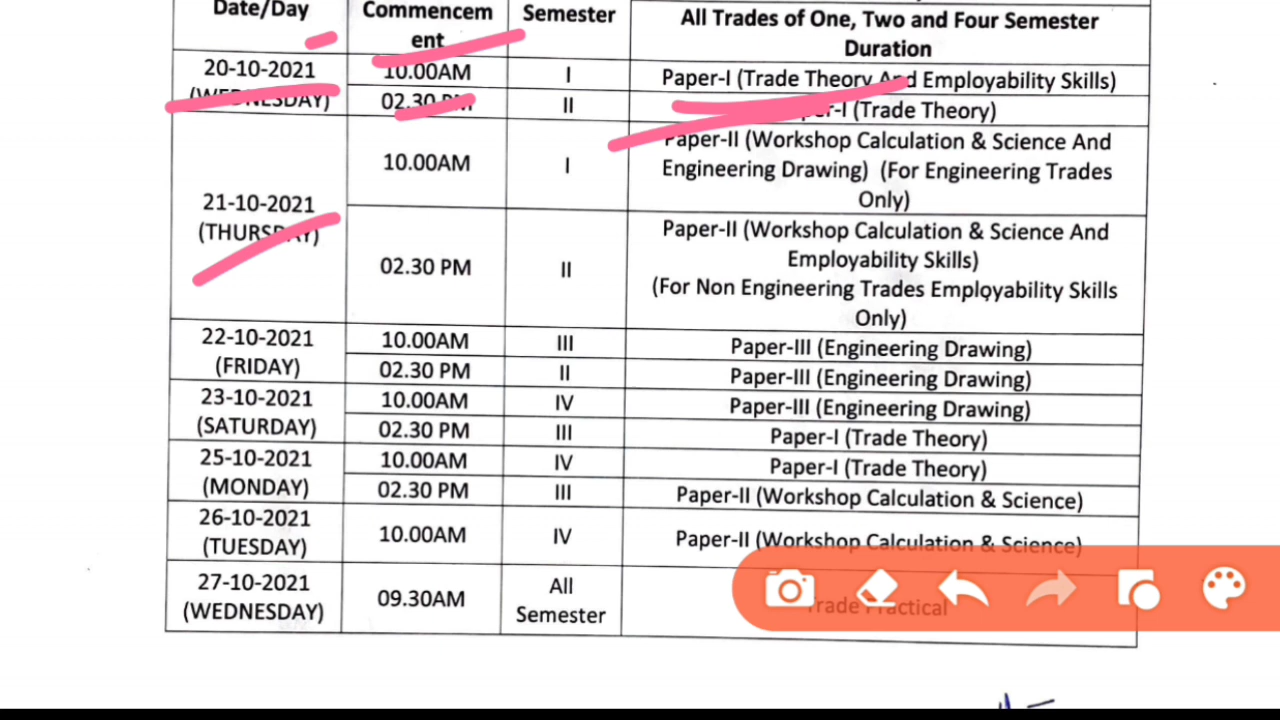 Date/Day
Commencem
ent
Semester
All Trades of One, Two and Four Semester
Duration
20-10-2021
(WEDNESDAY)
10.00AM
I
Paper-I (Trade Theory And Employability Skills)
02.30 PM
II
Paper-I (Trade Theory)
21-10-2021
(THURSDAY)
10.00AM
I
Paper-II (Workshop Calculation & Science And
Engineering Drawing) (For Engineering Trades
Only)
02.30 PM
II
Paper-II (Workshop Calculation & Science And
Employability Skills)
(For Non Engineering Trades Employability Skills
Only)
22-10-2021
(FRIDAY)
10.00AM
III
Paper-III (Engineering Drawing)
02.30 PM
II
Paper-III (Engineering Drawing)
23-10-2021
(SATURDAY)
10.00AM
IV
Paper-III (Engineering Drawing)
02.30 PM
III
Paper-I (Trade Theory)
25-10-2021
(MONDAY)
10.00AM
IV
Paper-I (Trade Theory)
02.30 PM
III
Paper-II (Workshop Calculation & Science)
26-10-2021
(TUESDAY)
10.00AM
IV
Paper-II (Workshop Calculation & Science)
27-10-2021
(WEDNESDAY)
09.30AM
All
Semester
Trade Practical